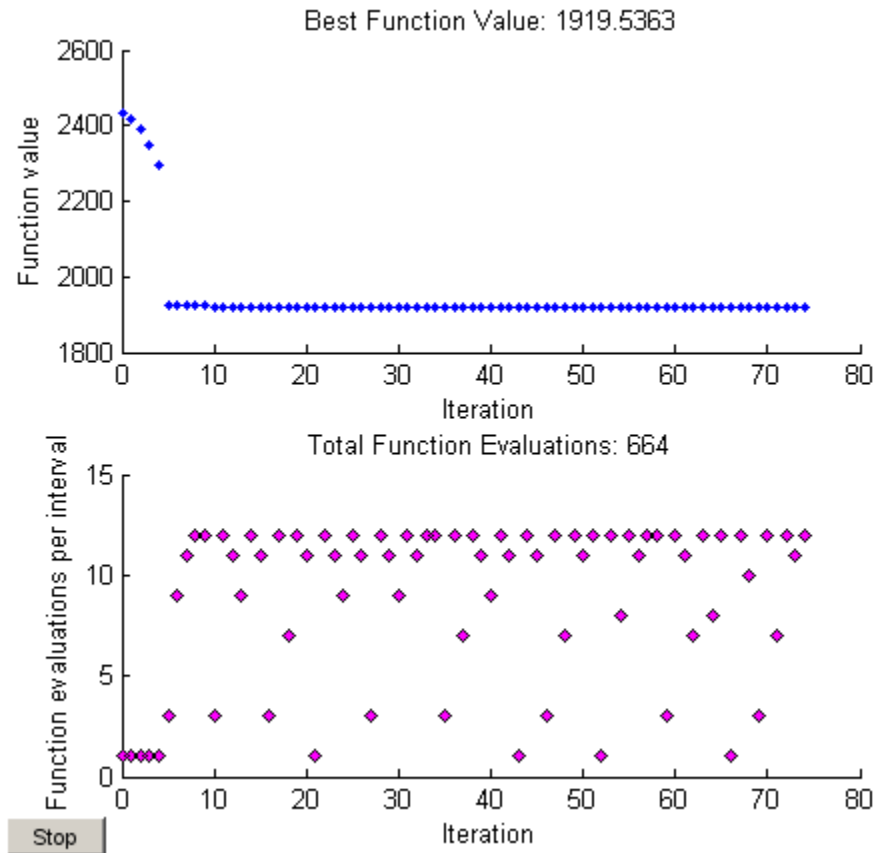 Best Function Value: 1919.5363
2600
2400
2200
2000
1800
Function value
0 10 20 30 40 50 60 70 80
Iteration
Total Function Evaluations: 664
15
10
5
0
Function evaluations per interval
0 10 20 30 40 50 60 70 80
Iteration
Stop